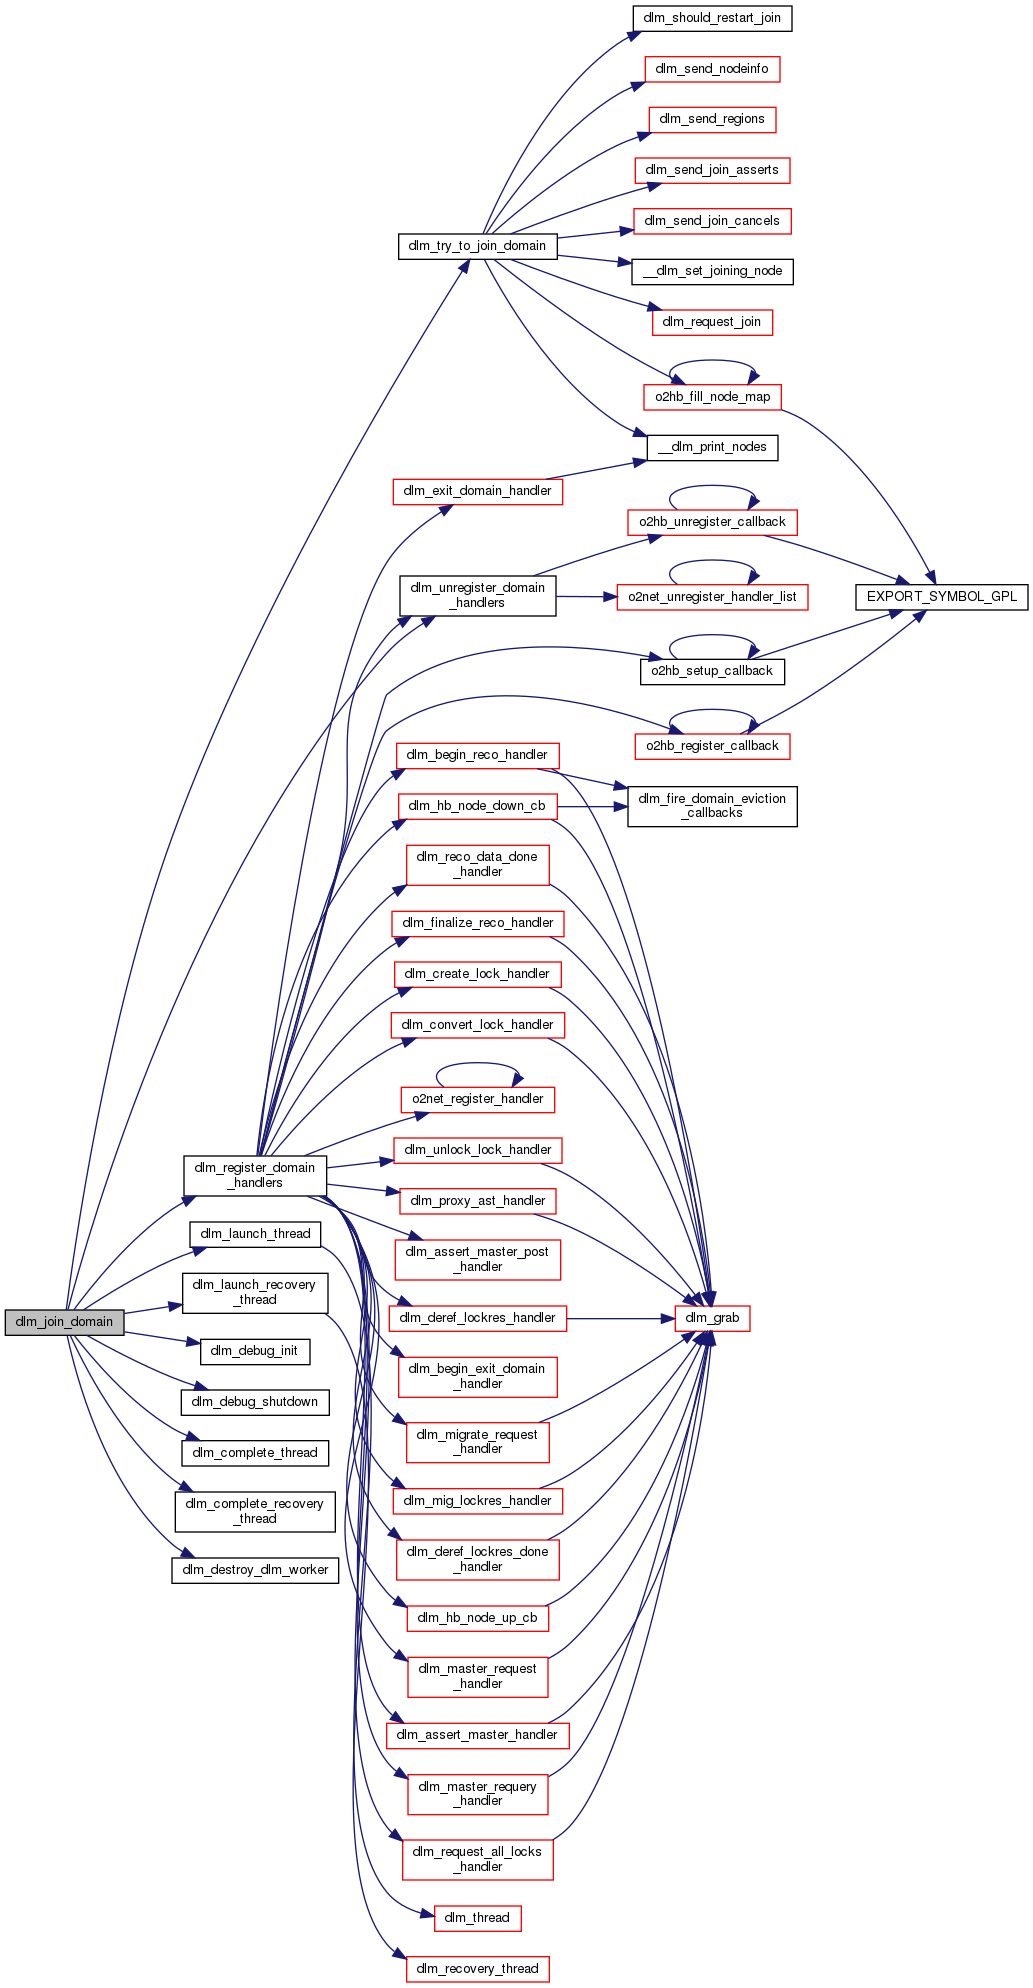 dlm_should_restart_join
dlm_send_nodeinfo
dlm_send_regions
dlm_send_join_asserts
dlm_send_join_cancels
dlm_try_to_join_domain
__dlm_set_joining_node
dlm_request_join
o2hb_fill_node_map
__dlm_print_nodes
dlm_exit_domain_handler
o2hb_unregister_callback
dlm_unregister_domain
_handlers
o2net_unregister_handler_list
EXPORT_SYMBOL_GPL
o2hb_setup_callback
o2hb_register_callback
dlm_begin_reco_handler
dlm_hb_node_down_cb
dlm_fire_domain_eviction
_callbacks
dlm_reco_data_done
_handler
dlm_finalize_reco_handler
dlm_create_lock_handler
dlm_convert_lock_handler
o2net_register_handler
dlm_unlock_lock_handler
dlm_register_domain
_handlers
dlm_proxy_ast_handler
dlm_launch_thread
dlm_assert_master_post
_handler
dlm_launch_recovery
_thread
dlm_join_domain
dlm_deref_lockres_handler
dlm_grab
dlm_debug_init
dlm_begin_exit_domain
_handler
dlm_debug_shutdown
dlm_migrate_request
_handler
dlm_complete_thread
dlm_mig_lockres_handler
dlm_complete_recovery
_thread
dlm_deref_lockres_done
_handler
dlm_destroy_dlm_worker
dlm_hb_node_up_cb
dlm_master_request
_handler
dlm_assert_master_handler
dlm_master_requery
_handler
dlm_request_all_locks
_handler
dlm_thread
dlm_recovery_thread